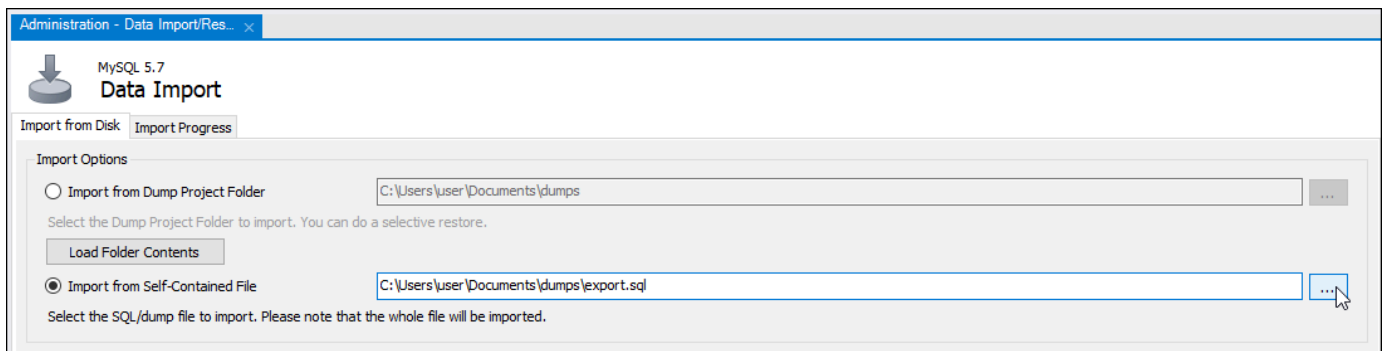 Administration - Data Import/Res...
MySQL 5.7
Data Import
Import from Disk Import Progress
Import Options
Import from Dump Project Folder C:\Users\user\Documents\dumps ...
Select the Dump Project Folder to import. You can do a selective restore.
Load Folder Contents
Import from Self-Contained File C:\Users\user\Documents\dumps\export.sql ...
Select the SQL/dump file to import. Please note that the whole file will be imported.